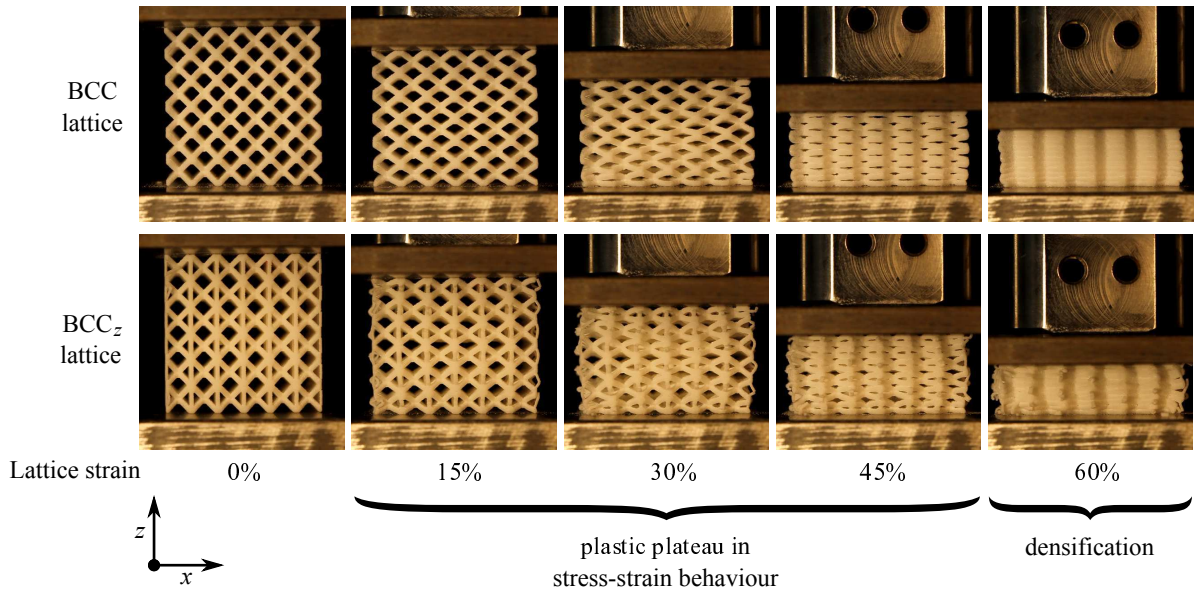 BCC
lattice
BCCz
lattice
Lattice strain
0%
15%
30%
45%
60%
plastic plateau in
stress-strain behaviour
densification
z
x